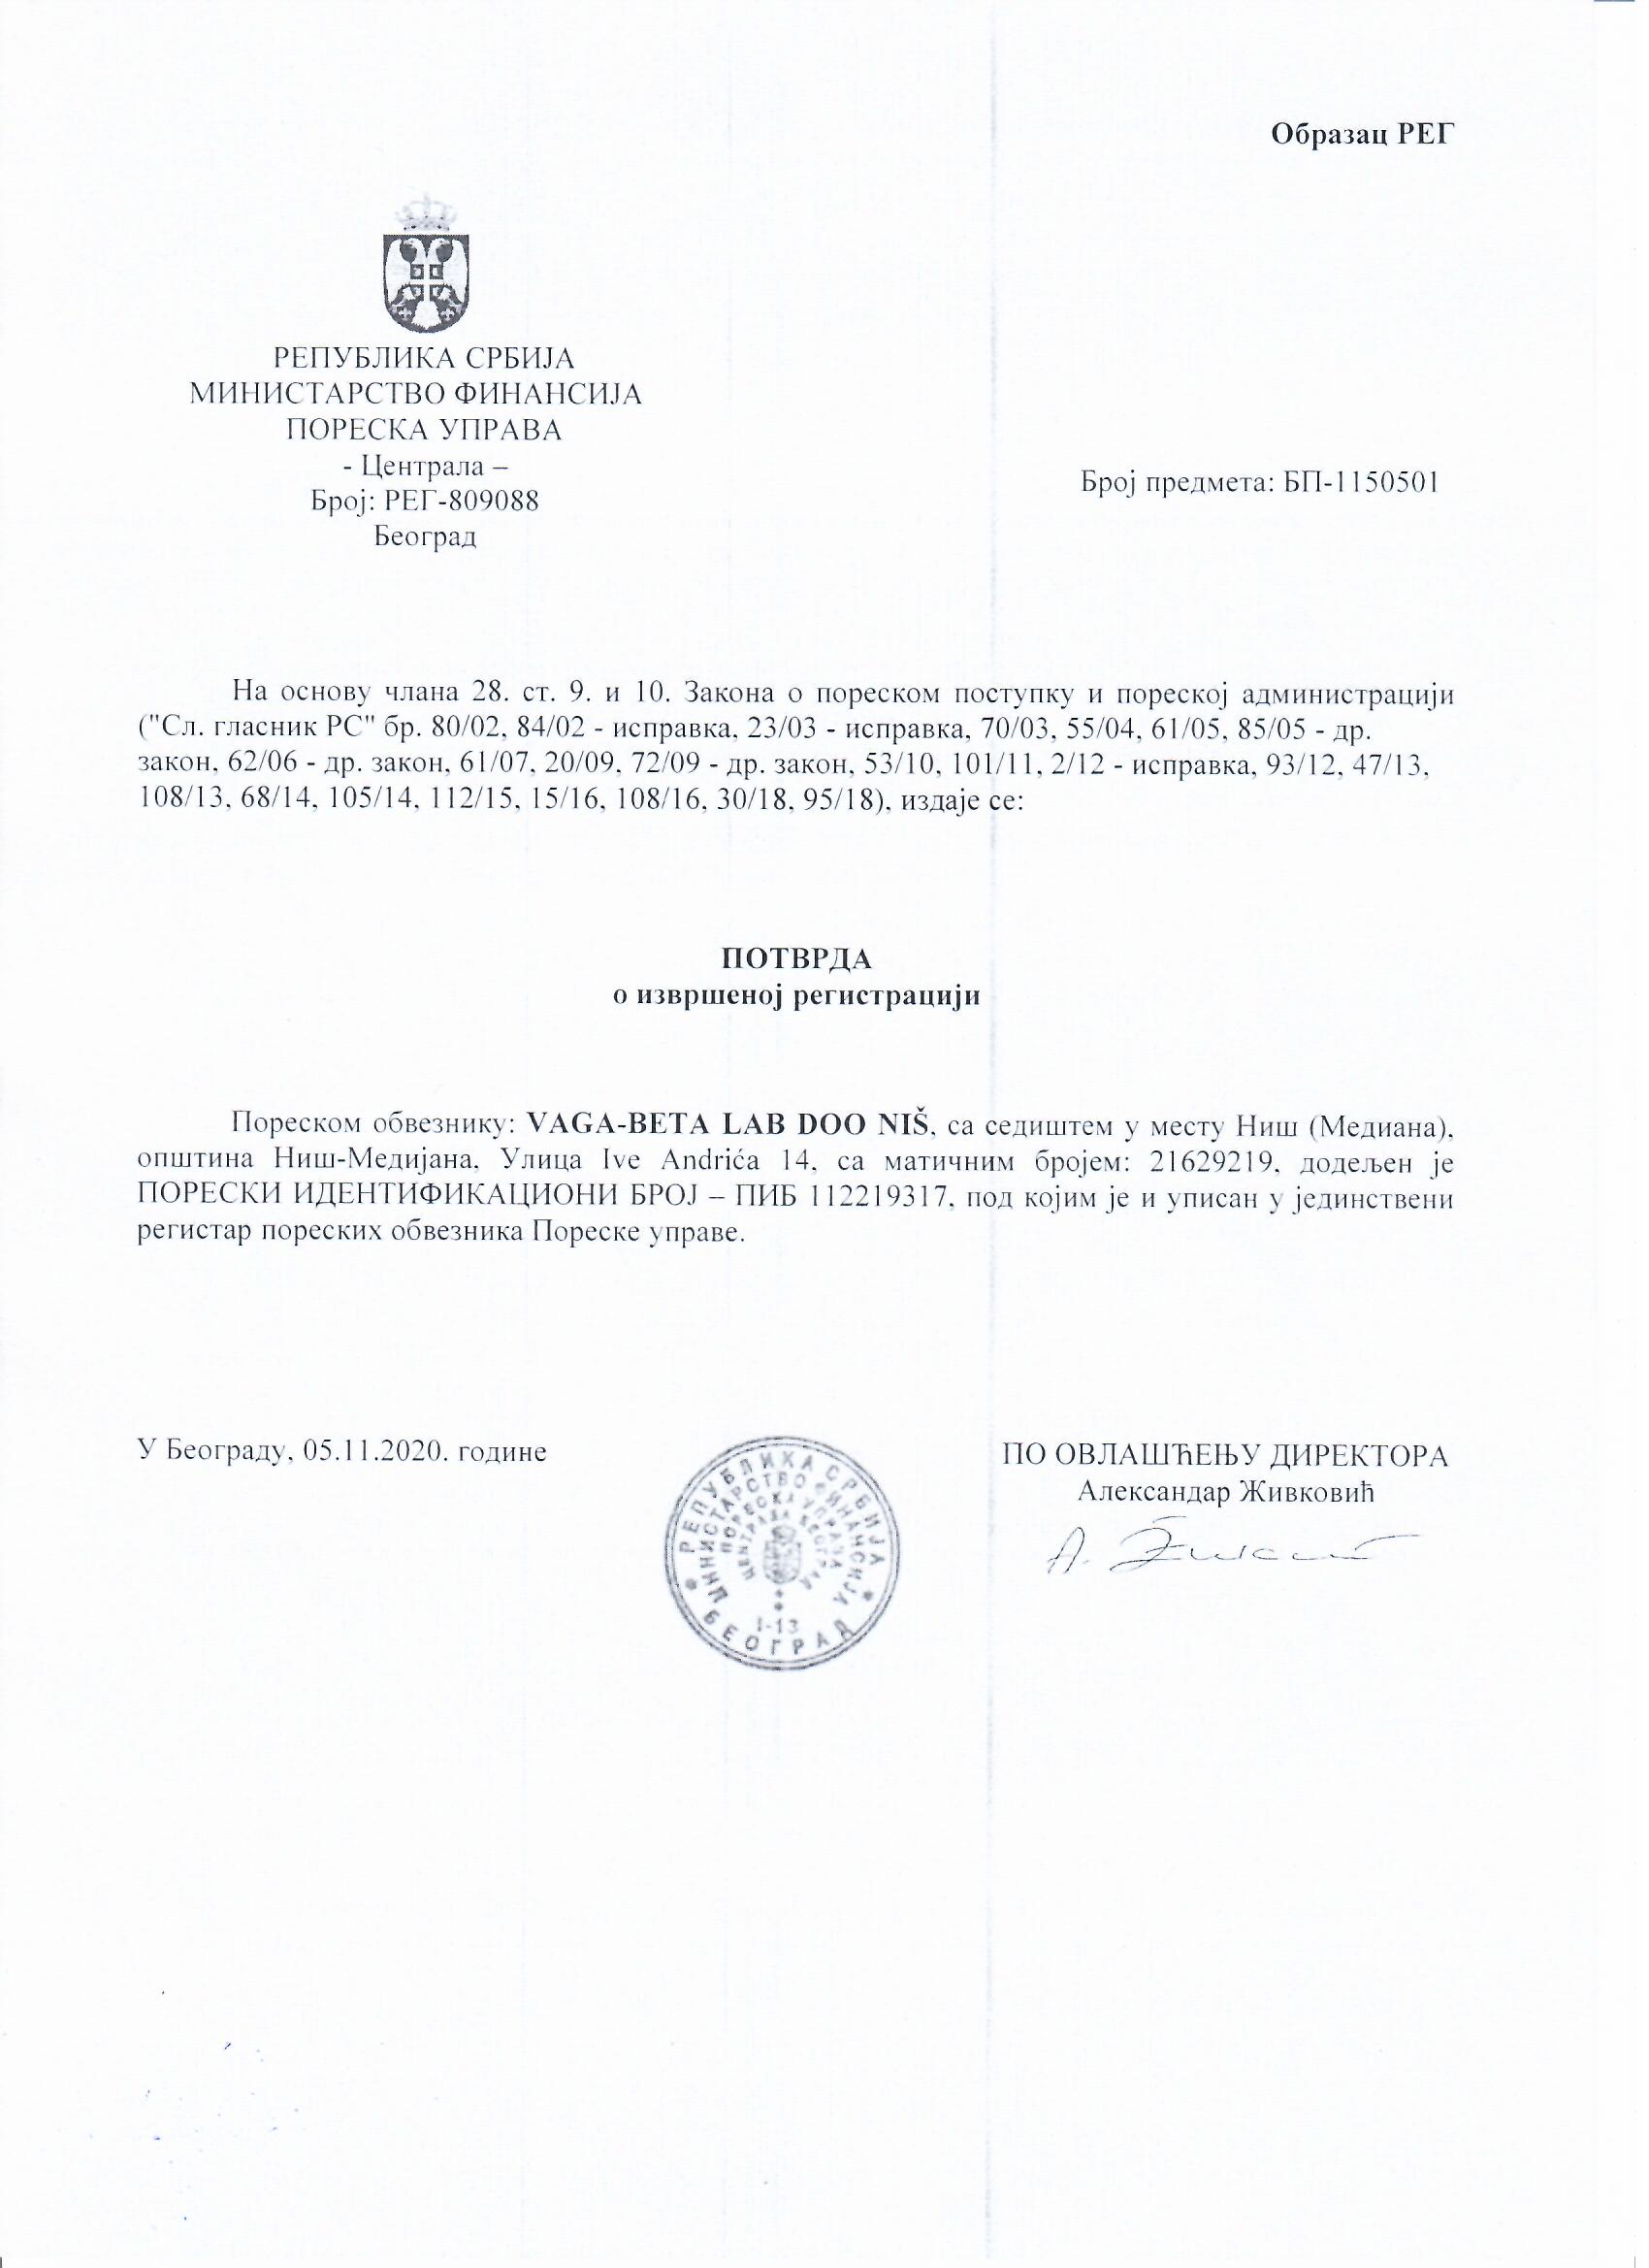 Образац РЕГ
РЕПУБЛИКА СРБИЈА
МИНИСТАРСТВО ФИНАНСИЈА
ПОРЕСКА УПРАВА
- Централа –
Број: РЕГ-809088
Београд
Број предмета: БП-1150501
На основу члана 28. ст. 9. и 10. Закона о пореском поступку и пореској администрацији
("Сл. гласник РС" бр. 80/02, 84/02 - исправка, 23/03 - исправка, 70/03, 55/04, 61/05, 85/05 - др.
закон, 62/06 - др. закон, 61/07, 20/09, 72/09 - др. закон, 53/10, 101/11, 2/12 - исправка, 93/12, 47/13,
108/13, 68/14, 105/14, 112/15, 15/16, 108/16, 30/18, 95/18), издаје се:
ПОТВРДА
о извршеној регистрацији
Пореском обвезнику: VAGA-BETA LAB DOO NIŠ, са седиштем у месту Ниш (Медиана),
општина Ниш-Медијана, Улица Ive Andrića 14, са матичним бројем: 21629219, додељен је
ПОРЕСКИ ИДЕНТИФИКАЦИОНИ БРОЈ – ПИБ 112219317, под којим је и уписан у јединствени
регистар пореских обвезника Пореске управе.
У Београду, 05.11.2020. године
ПО ОВЛАШЋЕЊУ ДИРЕКТОРА
Александар Живковић
РЕПУБЛИКА СРБИЈА
МИНИСТАРСТВО ФИНАНСИЈА
ПОРЕСКА УПРАВА
ЦЕНТРАЛА БЕОГРАД
I-13
БЕОГРАД